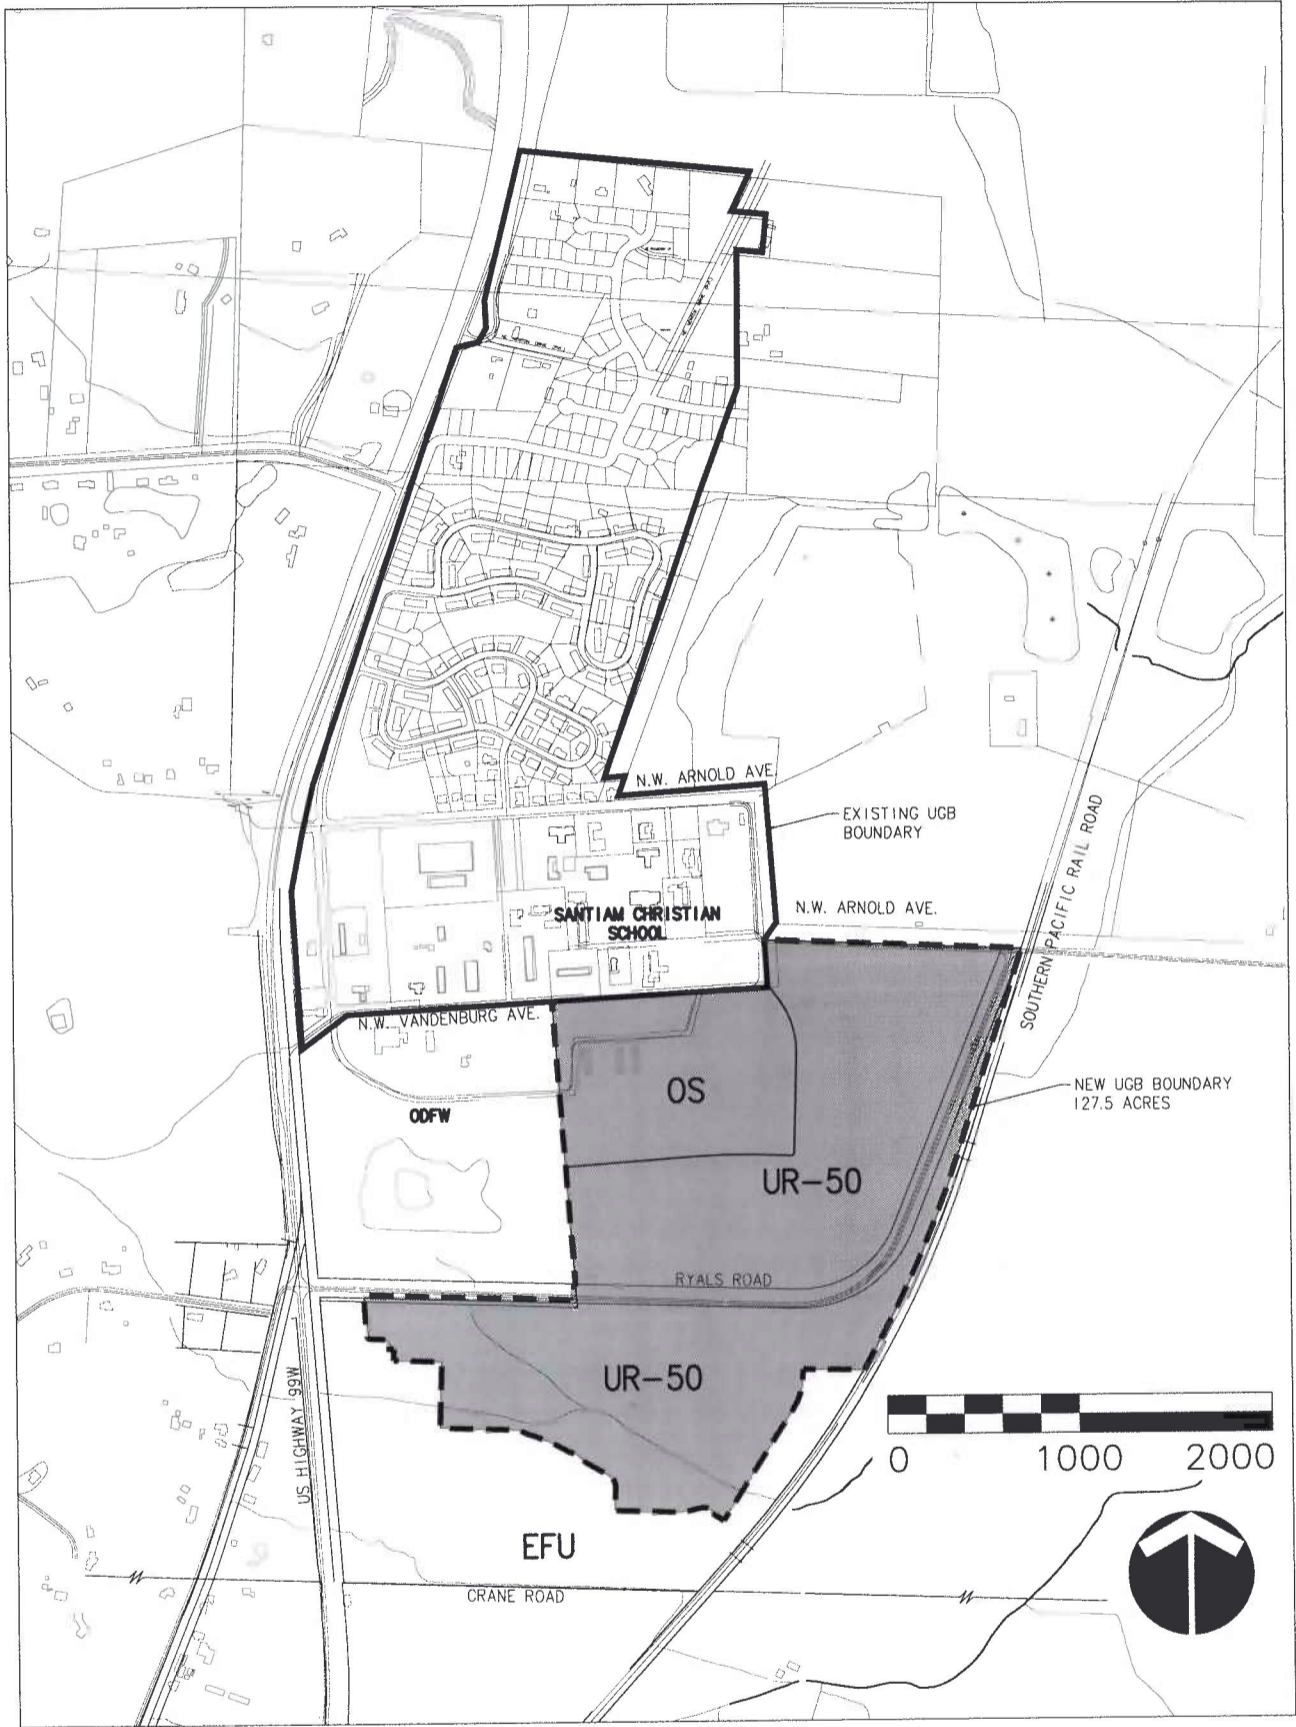 N.W. ARNOLD AVE.
EXISTING UGB
BOUNDARY
SOUTHERN PACIFIC RAIL ROAD
N.W. ARNOLD AVE.
SANTIAM CHRISTIAN
SCHOOL
N.W. VANDENBURG AVE.
NEW UGB BOUNDARY
127.5 ACRES
OS
ODFW
UR-50
RYALS ROAD
UR-50
US HIGHWAY 99W
0 1000 2000
EFU
CRANE ROAD